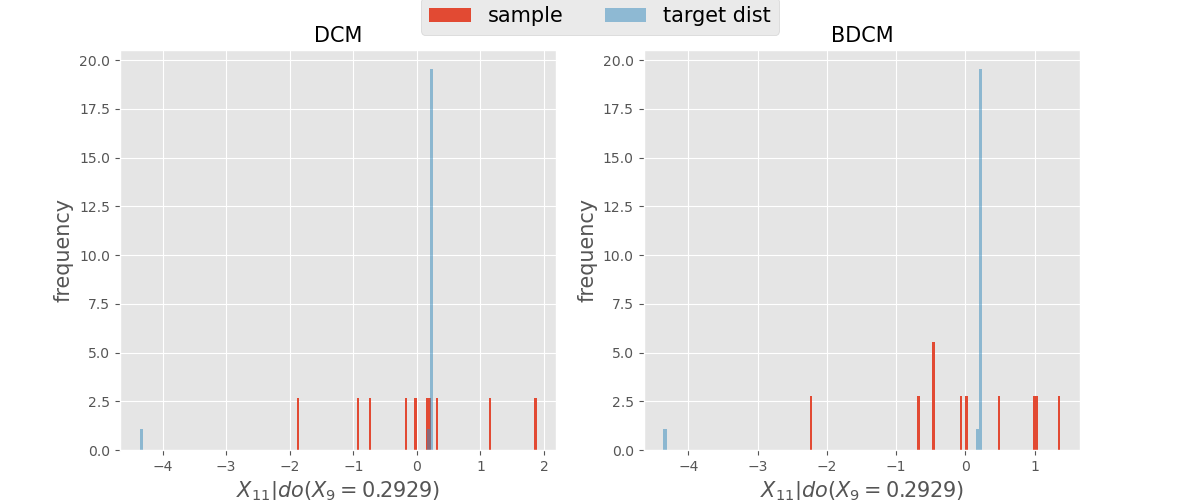 sample target dist
DCM
frequency
20.0
17.5
15.0
12.5
10.0
7.5
5.0
2.5
0.0
−4 −3 −2 −1 0 1 2
X₁₁|do(X₉ = 0.2929)
BDCM
frequency
20.0
17.5
15.0
12.5
10.0
7.5
5.0
2.5
0.0
−4 −3 −2 −1 0 1
X₁₁|do(X₉ = 0.2929)